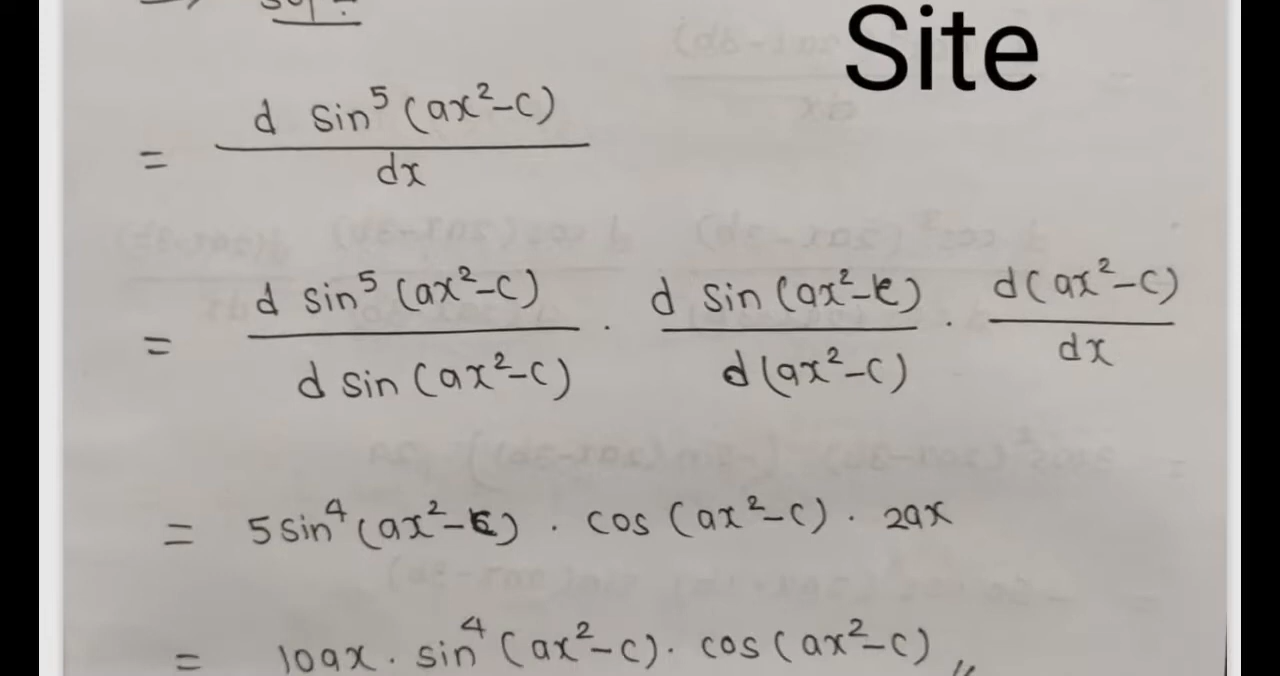 Site
= d sin⁵ (ax²-c) / dx
= d sin⁵ (ax²-c) / d sin (ax²-c) . d sin (ax²-c) / d(ax²-c) . d(ax²-c) / dx
= 5 sin⁴ (ax²-c) . cos (ax²-c) . 2ax
= 10ax . sin⁴ (ax²-c) . cos (ax²-c) //